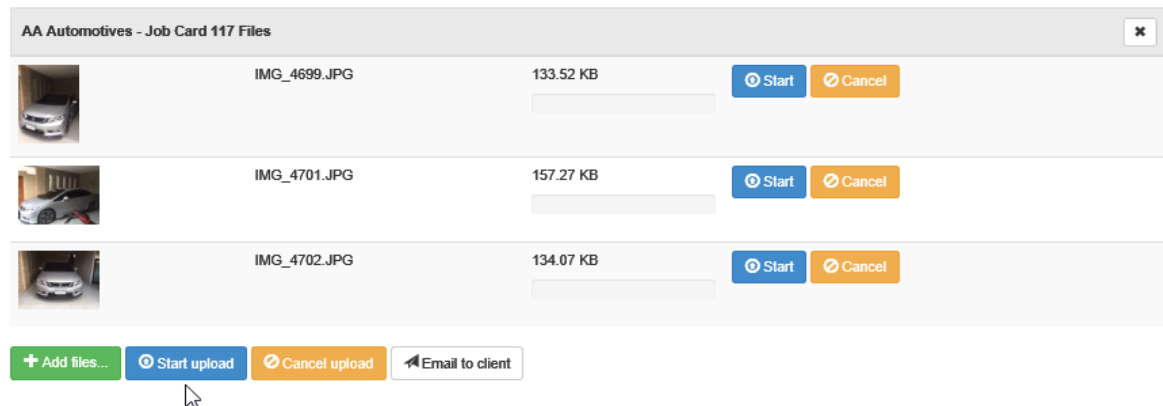 AA Automotives - Job Card 117 Files
IMG_4699.JPG 133.52 KB Start Cancel
IMG_4701.JPG 157.27 KB Start Cancel
IMG_4702.JPG 134.07 KB Start Cancel
Add files... Start upload Cancel upload Email to client